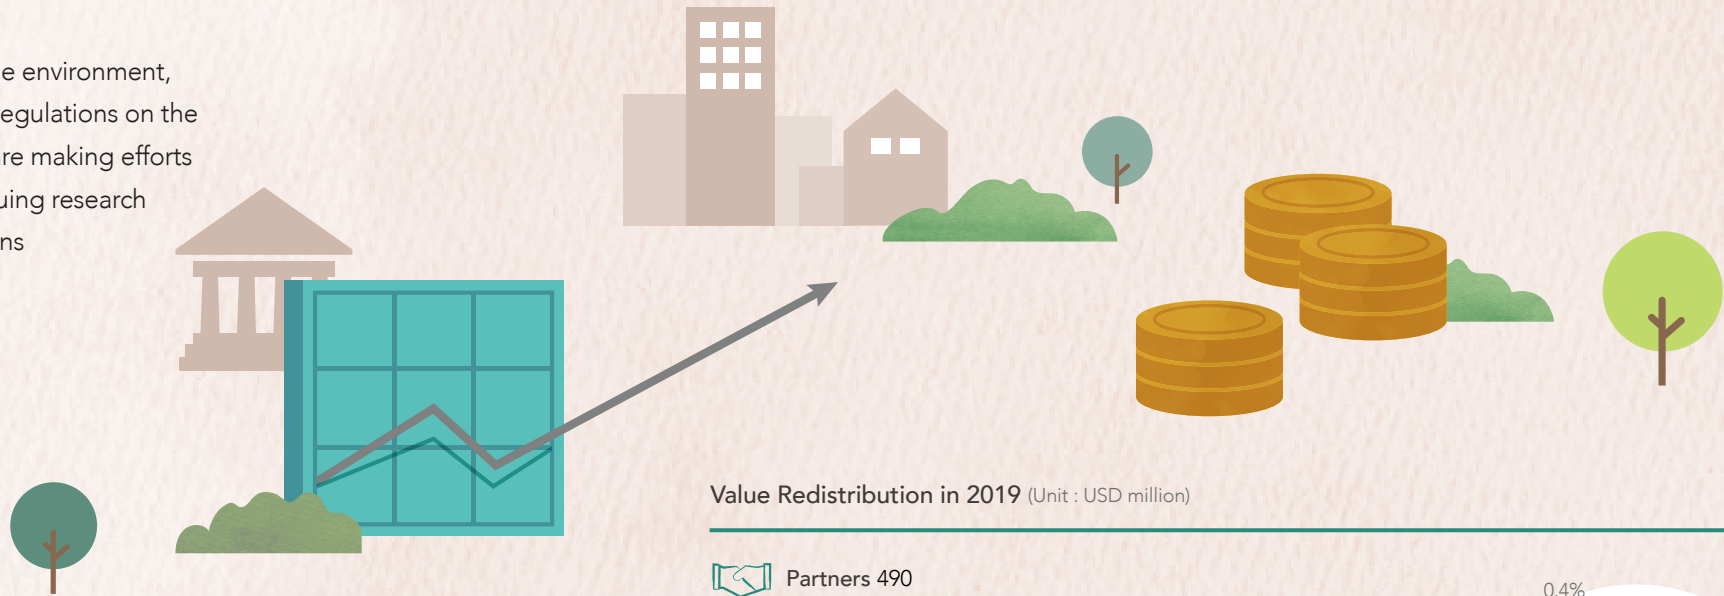 e environment,
egulations on the
re making efforts
uing research
ns
Value Redistribution in 2019 (Unit : USD million)
Partners 490
0.4%